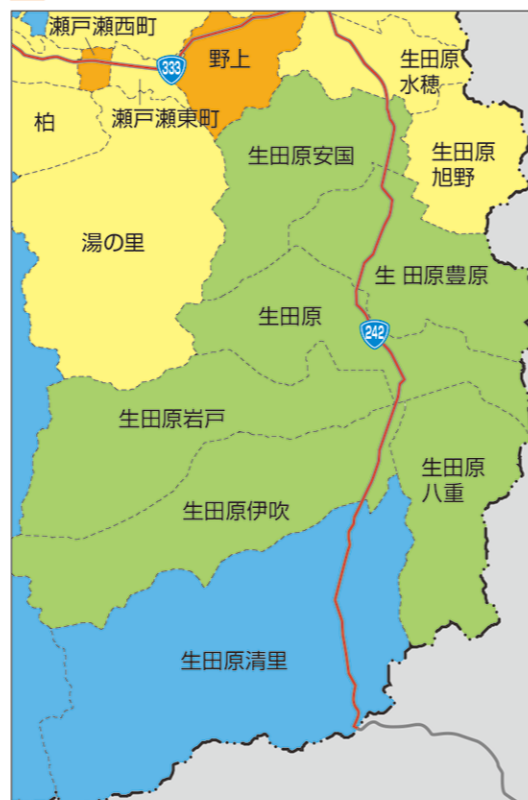 瀬戸瀬西町
333
野上
生田原
水穂
柏
瀬戸瀬東町
生田原安国
生田原
旭野
湯の里
生 田原豊原
生田原
242
生田原岩戸
生田原
八重
生田原伊吹
生田原清里